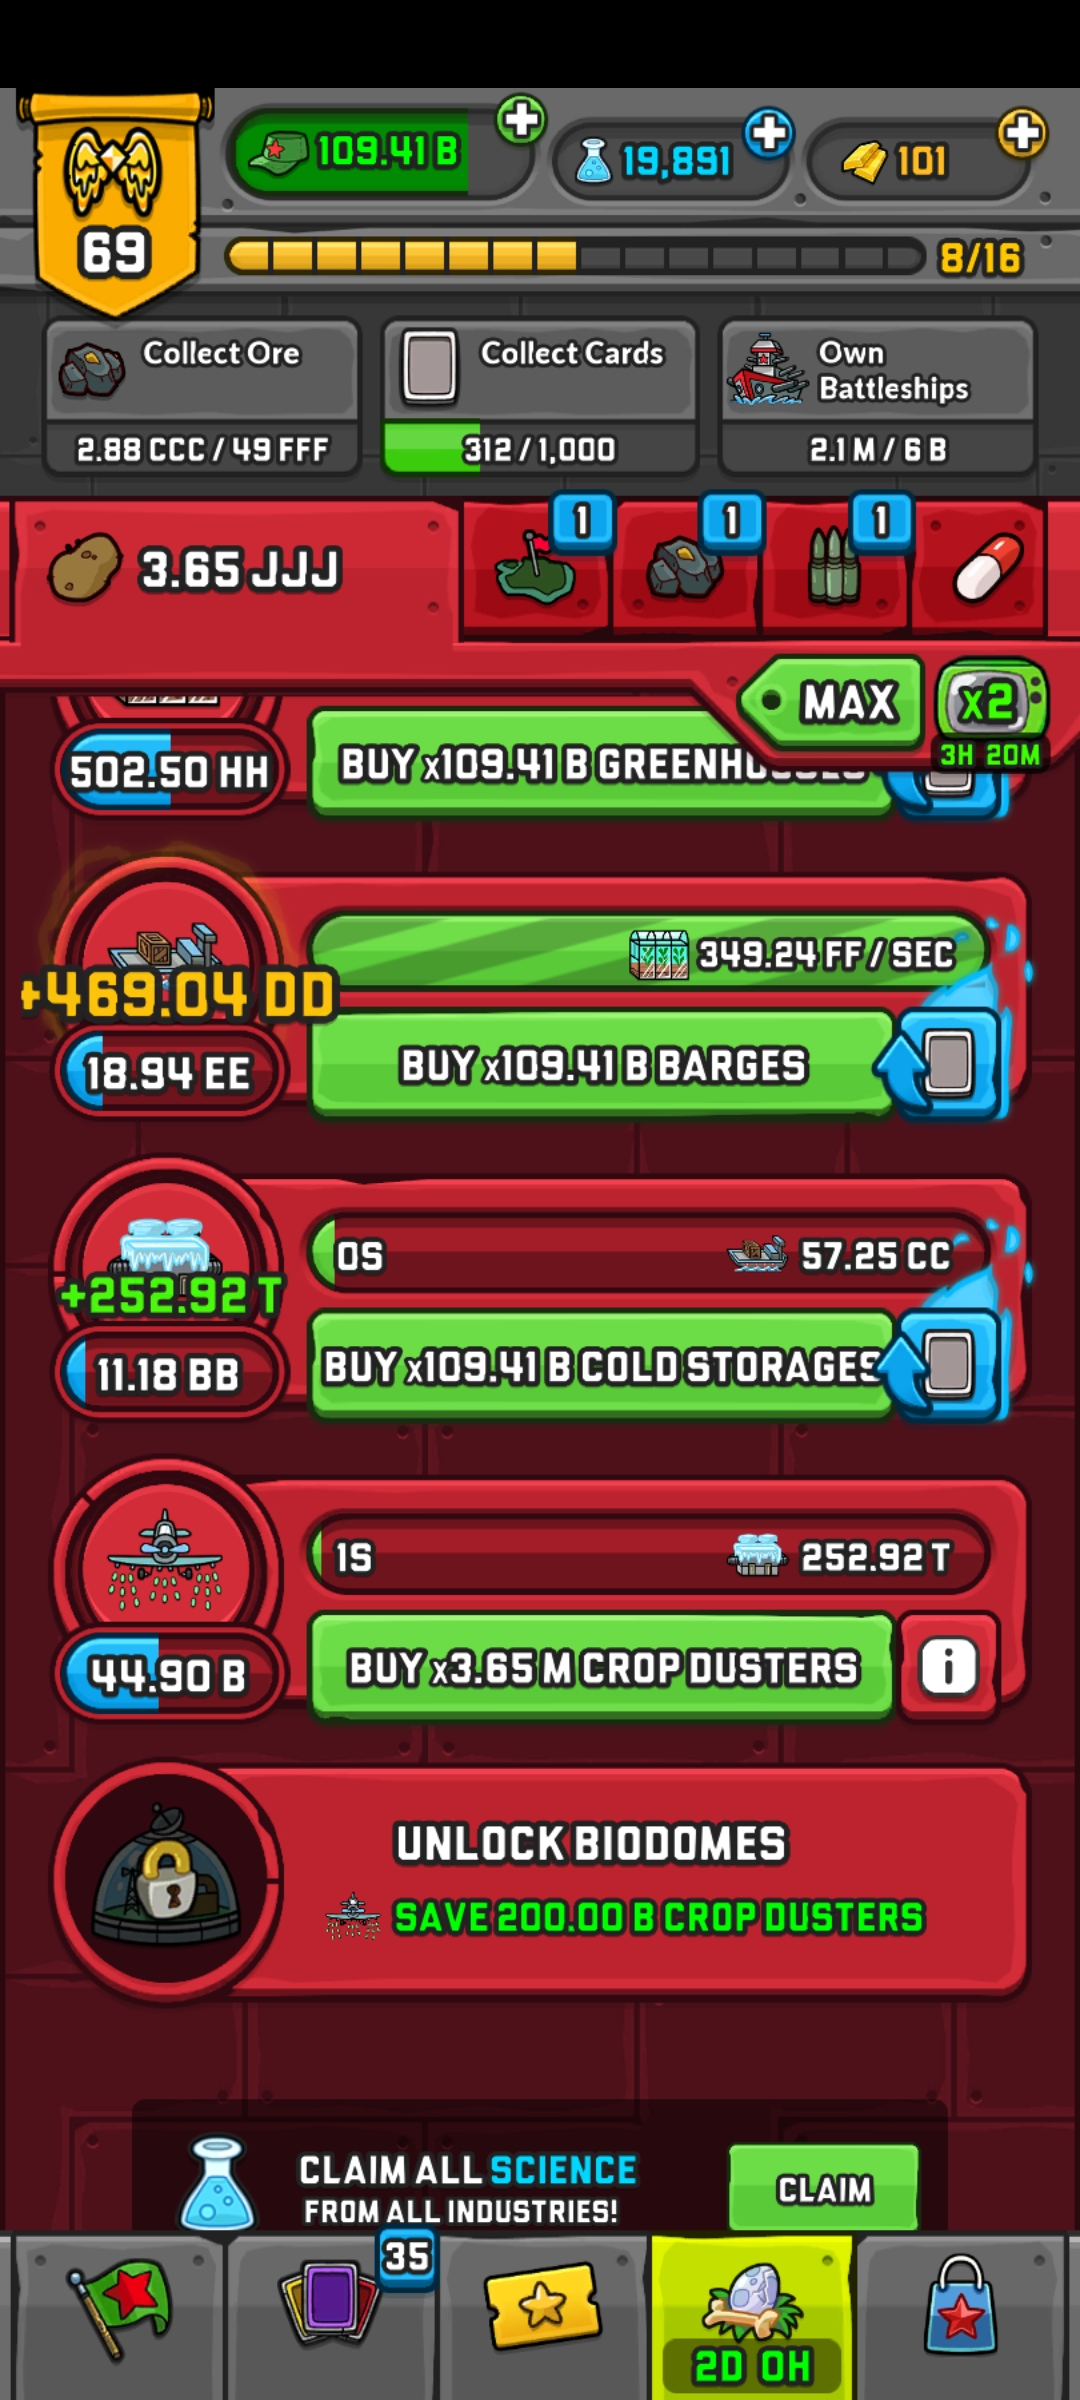 69
109.41 B
19,891
101
8/16
Collect Ore
2.88 CCC / 49 FFF
Collect Cards
312 / 1,000
Own
Battleships
2.1 M / 6 B
3.65 JJJ
1
1
1
MAX
x2
3H 20M
502.50 HH
BUY x109.41 B GREENHOUSES
349.24 FF / SEC
+469.04 DD
18.94 EE
BUY x109.41 B BARGES
0S
57.25 CC
+252.92 T
11.18 BB
BUY x109.41 B COLD STORAGES
1S
252.92 T
44.90 B
BUY x3.65 M CROP DUSTERS
i
UNLOCK BIODOMES
SAVE 200.00 B CROP DUSTERS
CLAIM ALL SCIENCE
FROM ALL INDUSTRIES!
CLAIM
35
2D 0H